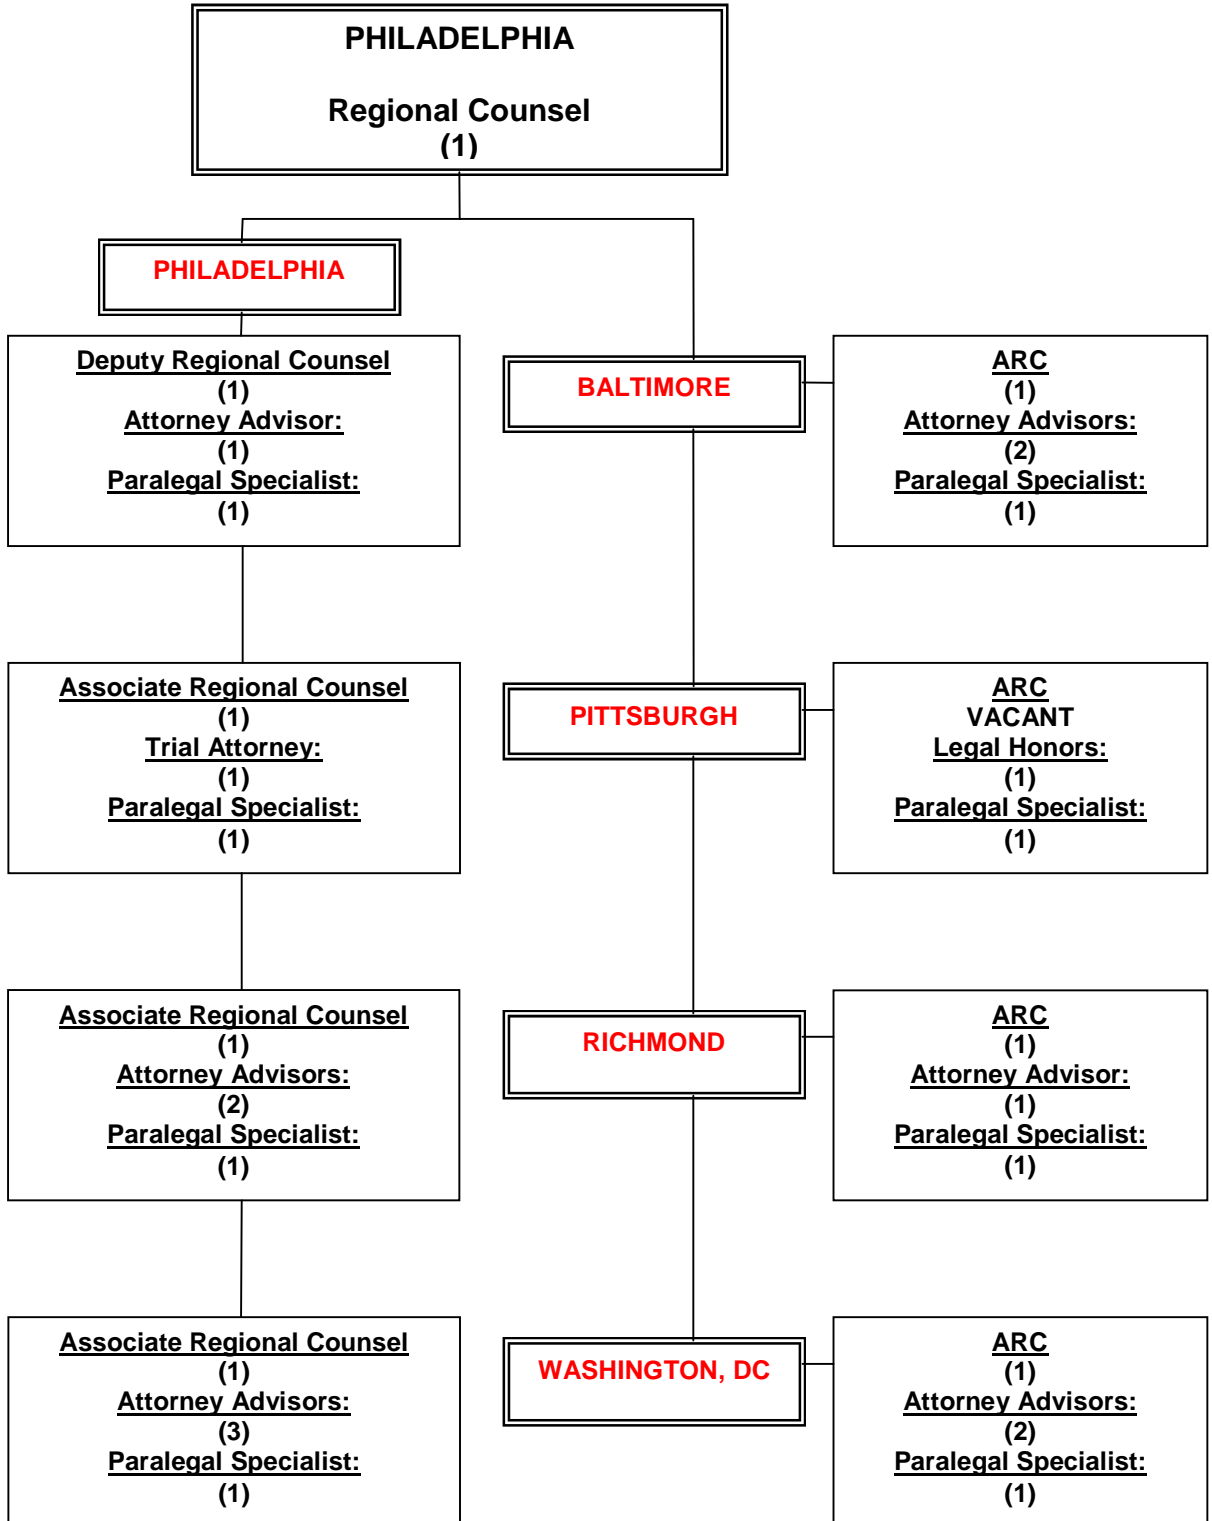 PHILADELPHIA
Regional Counsel
(1)
PHILADELPHIA
Deputy Regional Counsel
(1)
Attorney Advisor:
(1)
Paralegal Specialist:
(1)
Associate Regional Counsel
(1)
Trial Attorney:
(1)
Paralegal Specialist:
(1)
Associate Regional Counsel
(1)
Attorney Advisors:
(2)
Paralegal Specialist:
(1)
Associate Regional Counsel
(1)
Attorney Advisors:
(3)
Paralegal Specialist:
(1)
BALTIMORE
ARC
(1)
Attorney Advisors:
(2)
Paralegal Specialist:
(1)
PITTSBURGH
ARC
VACANT
Legal Honors:
(1)
Paralegal Specialist:
(1)
RICHMOND
ARC
(1)
Attorney Advisor:
(1)
Paralegal Specialist:
(1)
WASHINGTON, DC
ARC
(1)
Attorney Advisors:
(2)
Paralegal Specialist:
(1)